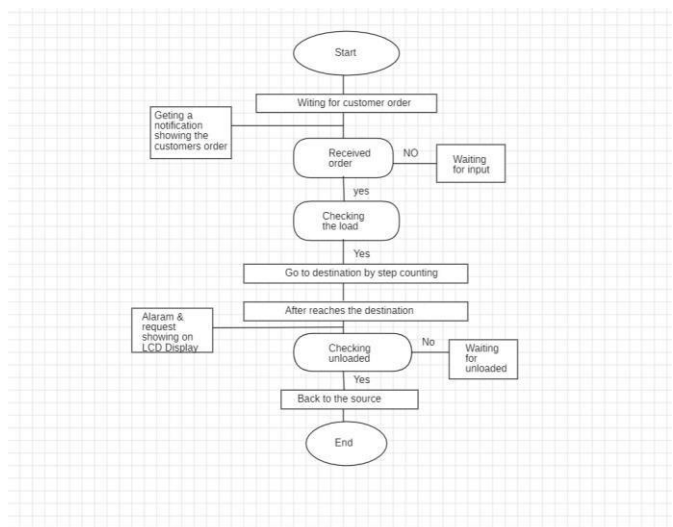 Start
Witing for customer order
Geting a
notification
showing the
customers order
Received
order
NO
Waiting
for input
yes
Checking
the load
Yes
Go to destination by step counting
After reaches the destination
Alaram &
request
showing on
LCD Display
Checking
unloaded
No
Waiting
for
unloaded
Yes
Back to the source
End